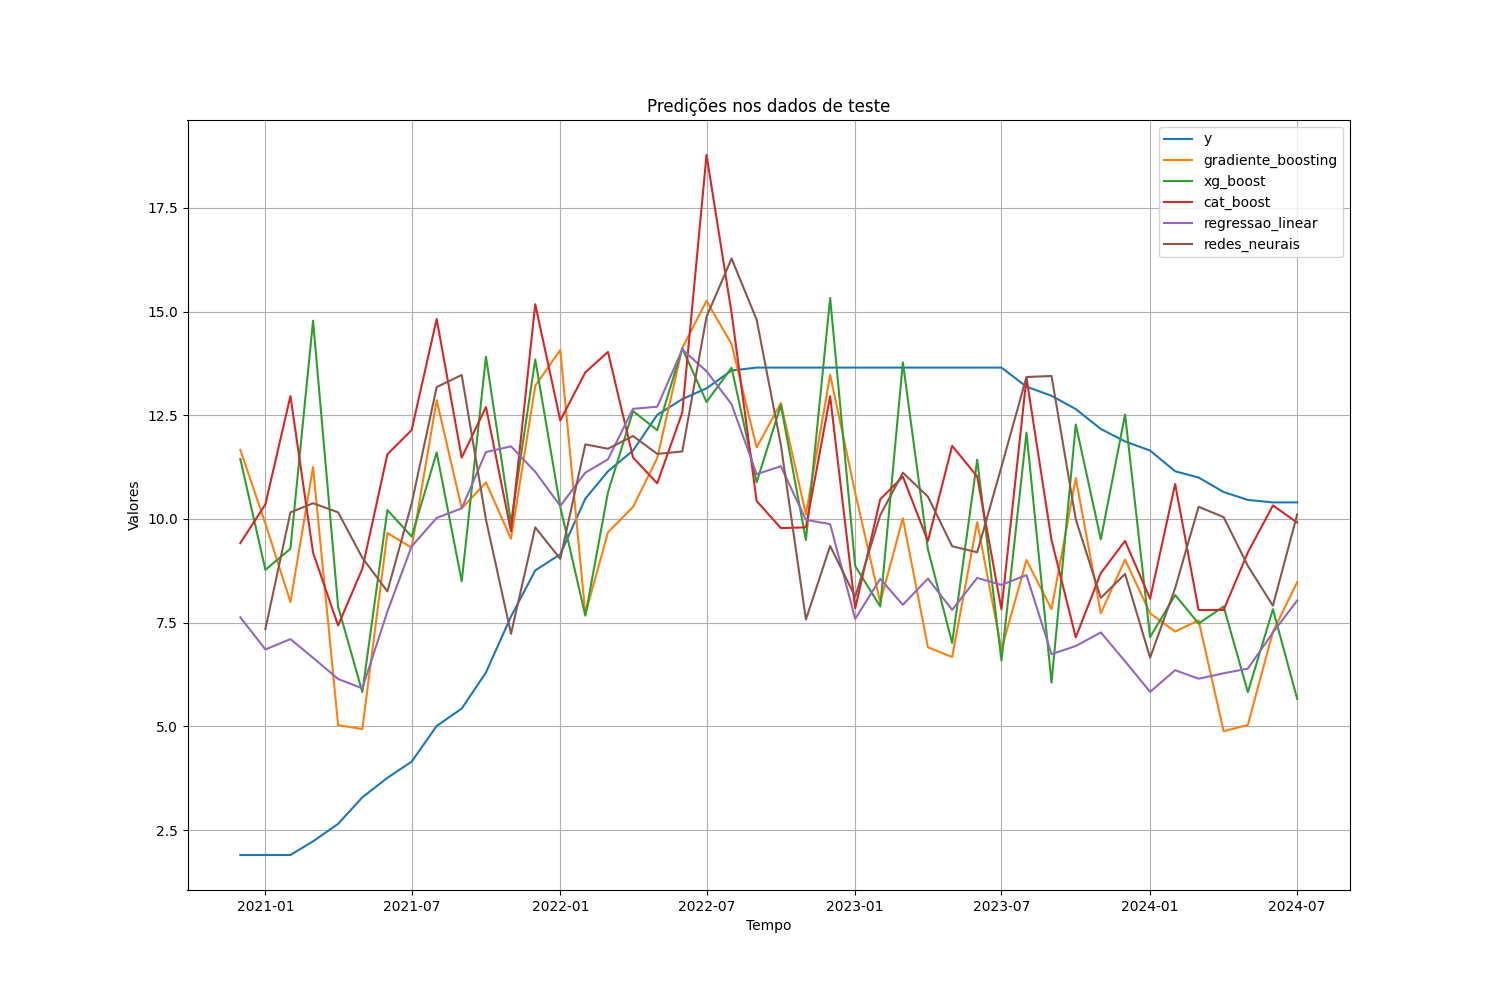 Predições nos dados de teste
y
gradiente_boosting
xg_boost
cat_boost
regressao_linear
redes_neurais
17.5
15.0
12.5
10.0
7.5
5.0
2.5
Valores
2021-01
2021-07
2022-01
2022-07
2023-01
2023-07
2024-01
2024-07
Tempo